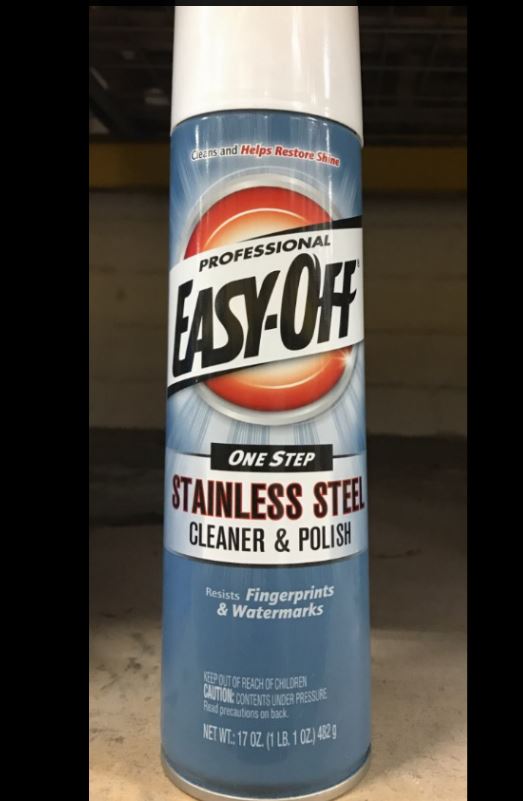 Cleans and Helps Restore Shine
PROFESSIONAL
EASY-OFF
ONE STEP
STAINLESS STEEL
CLEANER & POLISH
Resists Fingerprints
& Watermarks
KEEP OUT OF REACH OF CHILDREN
CAUTION: CONTENTS UNDER PRESSURE
Read precautions on back.
NET WT.: 17 OZ. (1 LB. 1 OZ.) 482 g